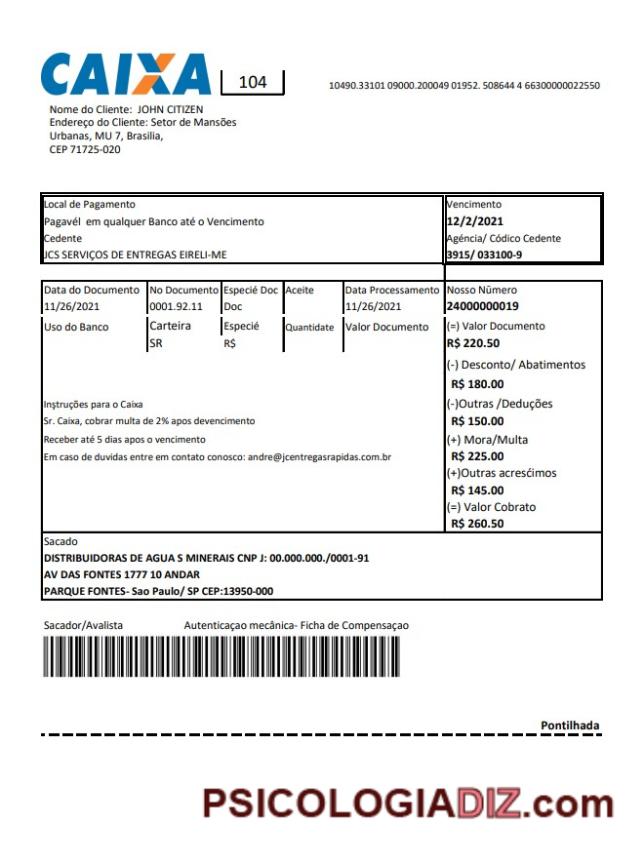 CAIXA 104 10490.33101 09000.200049 01952. 508644 4 66300000022550
Nome do Cliente: JOHN CITIZEN
Endereço do Cliente: Setor de Mansões
Urbanas, MU 7, Brasilia,
CEP 71725-020
Local de Pagamento Vencimento
Pagavél em qualquer Banco até o Vencimento 12/2/2021
Cedente Agéncia/ Códico Cedente
JCS SERVIÇOS DE ENTREGAS EIRELI-ME 3915/ 033100-9
Data do Documento No Documento Especié Doc Aceite Data Processamento Nosso Nűmero
11/26/2021 0001.92.11 Doc 11/26/2021 24000000019
Uso do Banco Carteira Especié Quantidate Valor Documento (=) Valor Documento
SR R$ R$ 220.50
(-) Desconto/ Abatimentos
R$ 180.00
Inştruções para o Caixa (-)Outras /Deduções
Sr. Caixa, cobrar multa de 2% apos devencimento R$ 150.00
Receber até 5 dias apos o vencimento (+) Mora/Multa
Em caso de duvidas entre em contato conosco: andre@jcentregasrapidas.com.br R$ 225.00
(+)Outras acresćimos
R$ 145.00
(=) Valor Cobrato
R$ 260.50
Sacado
DISTRIBUIDORAS DE AGUA S MINERAIS CNP J: 00.000.000./0001-91
AV DAS FONTES 1777 10 ANDAR
PARQUE FONTES- Sao Paulo/ SP CEP:13950-000
Sacador/Avalista Autenticaçao mecânica- Ficha de Compensaçao
Pontilhada
PSICOLOGIADIZ.com